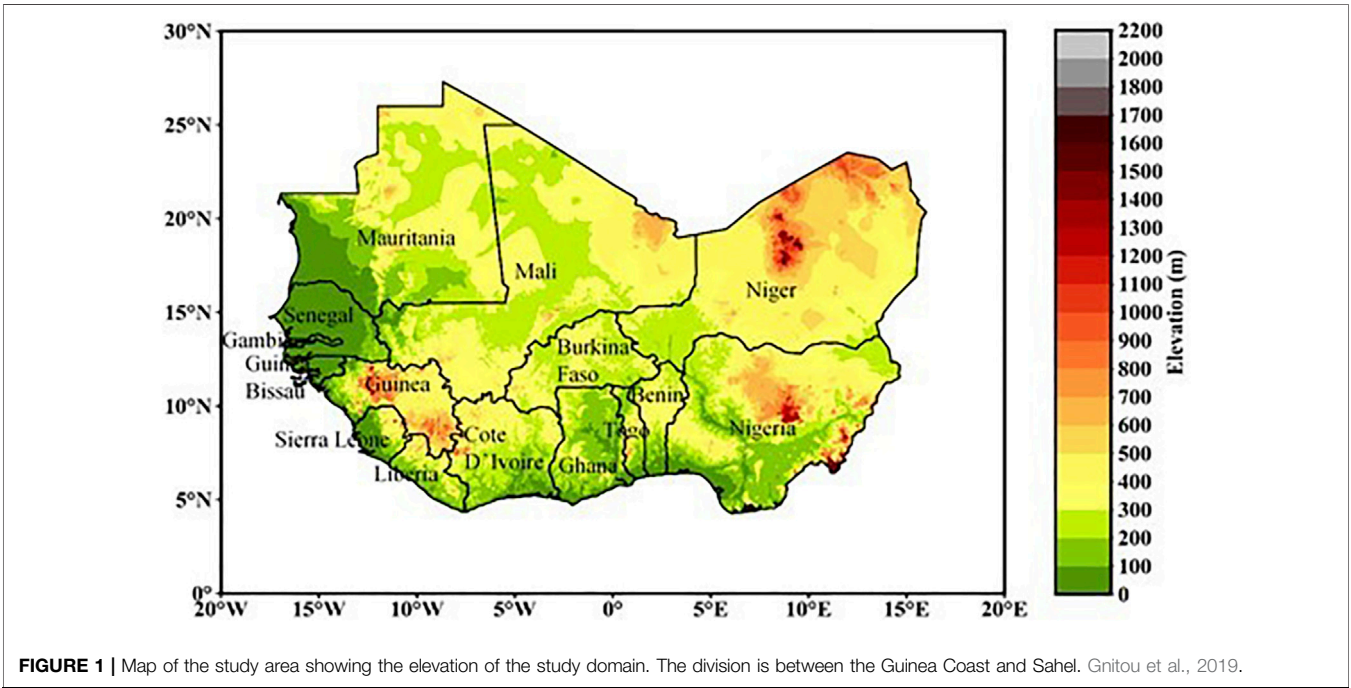 30°N
25°N
20°N
15°N
10°N
5°N
0°
20°W 15°W 10°W 5°W 0° 5°E 10°E 15°E 20°E
Mauritania
Mali
Niger
Senegal
Gambi
Guin
Bissau
Guinea
Burkina
Faso
Benin
Sierra Leone
Cote
D'Ivoire
Togo
Nigeria
Liberia
Ghana
2200
2000
1800
1700
1600
1500
1400
1300
1200
1100
1000
900
800
700
600
500
400
300
200
100
0
Elevation (m)
FIGURE 1 | Map of the study area showing the elevation of the study domain. The division is between the Guinea Coast and Sahel. Gnitou et al., 2019.